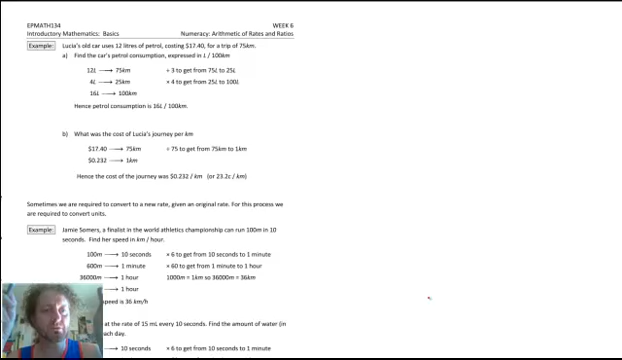 EPMATH134 WEEK 6
Introductory Mathematics: Basics Numeracy: Arithmetic of Rates and Ratios
Example: Lucia's old car uses 12 litres of petrol, costing $17.40, for a trip of 75km.
a) Find the car's petrol consumption, expressed in L / 100km
12L → 75km ÷ 3 to get from 75L to 25L
4L → 25km × 4 to get from 25L to 100L
16L → 100km
Hence petrol consumption is 16L / 100km.
b) What was the cost of Lucia's journey per km
$17.40 → 75km ÷ 75 to get from 75km to 1km
$0.232 → 1km
Hence the cost of the journey was $0.232 / km (or 23.2c / km)
Sometimes we are required to convert to a new rate, given an original rate. For this process we
are required to convert units.
Example: Jamie Somers, a finalist in the world athletics championship can run 100m in 10
seconds. Find her speed in km / hour.
100m → 10 seconds × 6 to get from 10 seconds to 1 minute
600m → 1 minute × 60 to get from 1 minute to 1 hour
36000m → 1 hour 1000m = 1km so 36000m = 36km
→ 1 hour
speed is 36 km/h
at the rate of 15 mL every 10 seconds. Find the amount of water (in
each day.
→ 10 seconds × 6 to get from 10 seconds to 1 minute